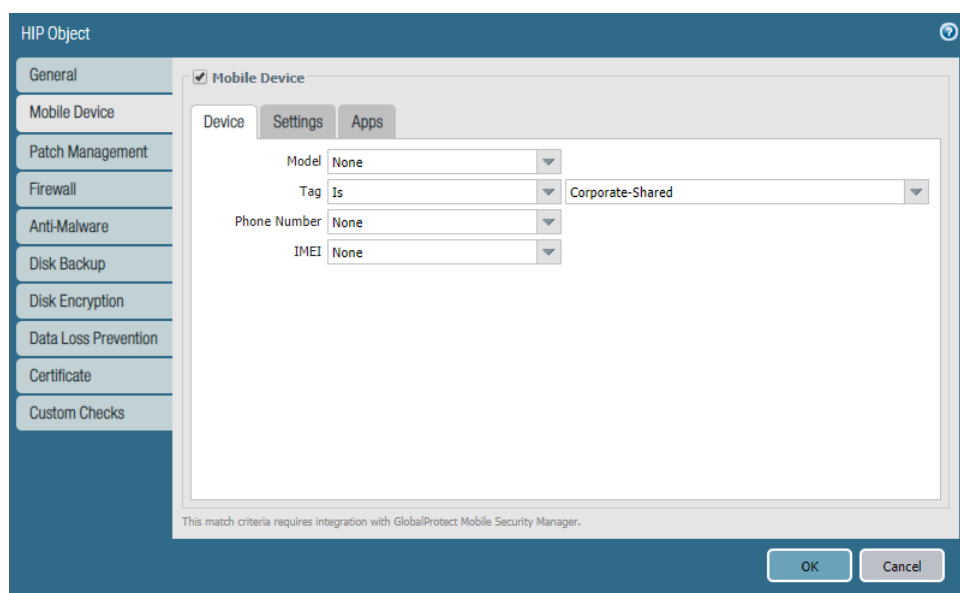 HIP Object
General
Mobile Device
Patch Management
Firewall
Anti-Malware
Disk Backup
Disk Encryption
Data Loss Prevention
Certificate
Custom Checks
Mobile Device
Device Settings Apps
Model None
Tag Is Corporate-Shared
Phone Number None
IMEI None
This match criteria requires integration with GlobalProtect Mobile Security Manager.
OK Cancel